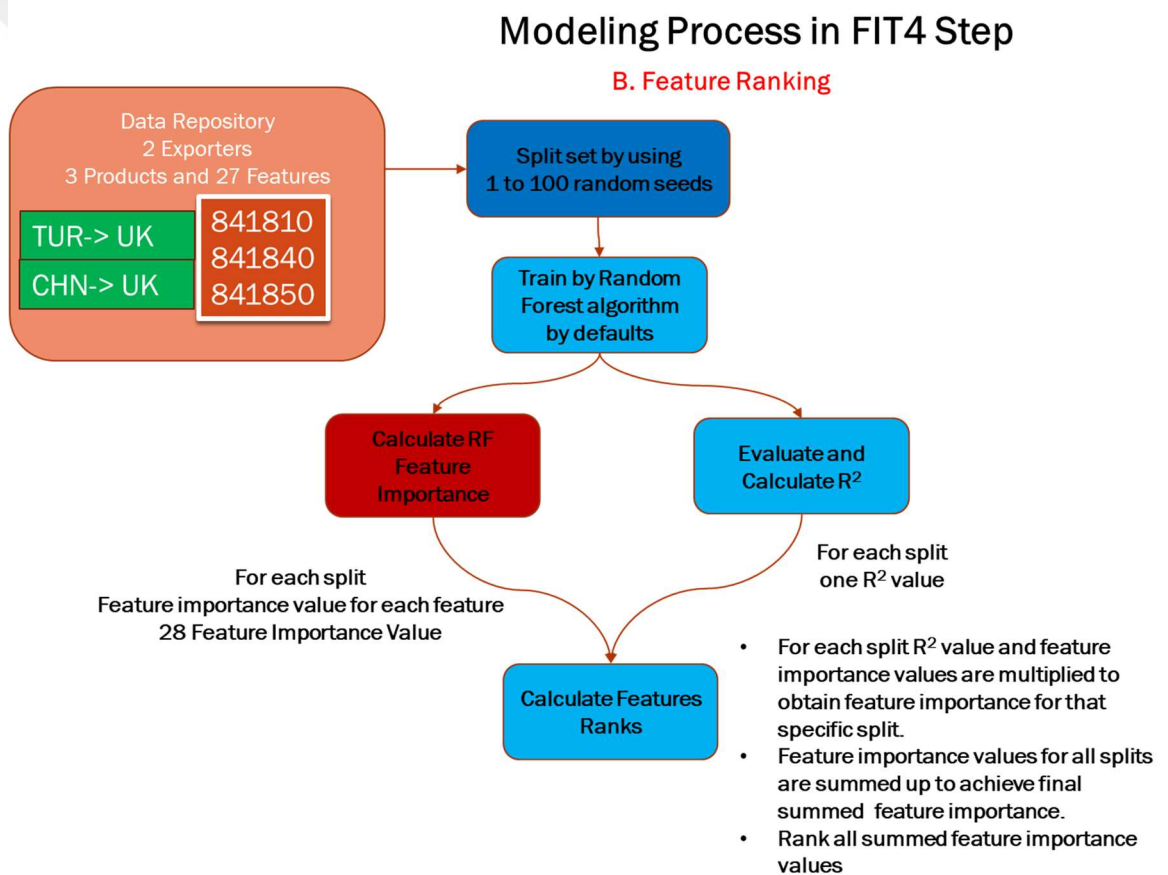 Modeling Process in FIT4 Step
B. Feature Ranking
Data Repository
2 Exporters
3 Products and 27 Features
TUR-> UK
CHN-> UK
841810
841840
841850
Split set by using
1 to 100 random seeds
Train by Random
Forest algorithm
by defaults
Calculate RF
Feature
Importance
Evaluate and
Calculate R²
For each split
Feature importance value for each feature
28 Feature Importance Value
For each split
one R² value
Calculate Features
Ranks
• For each split R² value and feature
importance values are multiplied to
obtain feature importance for that
specific split.
• Feature importance values for all splits
are summed up to achieve final
summed feature importance.
• Rank all summed feature importance
values